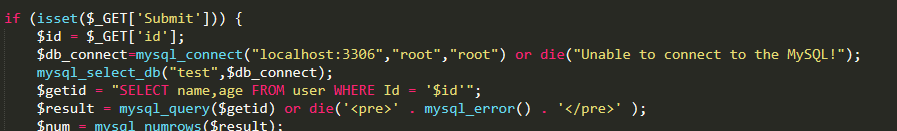 if (isset($_GET['Submit'])) {
$id = $_GET['id'];
$db_connect=mysql_connect("localhost:3306","root","root") or die("Unable to connect to the MySQL!");
mysql_select_db("test",$db_connect);
$getid = "SELECT name,age FROM user WHERE Id = '$id'";
$result = mysql_query($getid) or die('<pre>' . mysql_error() . '</pre>' );
$num = mysql_numrows($result);